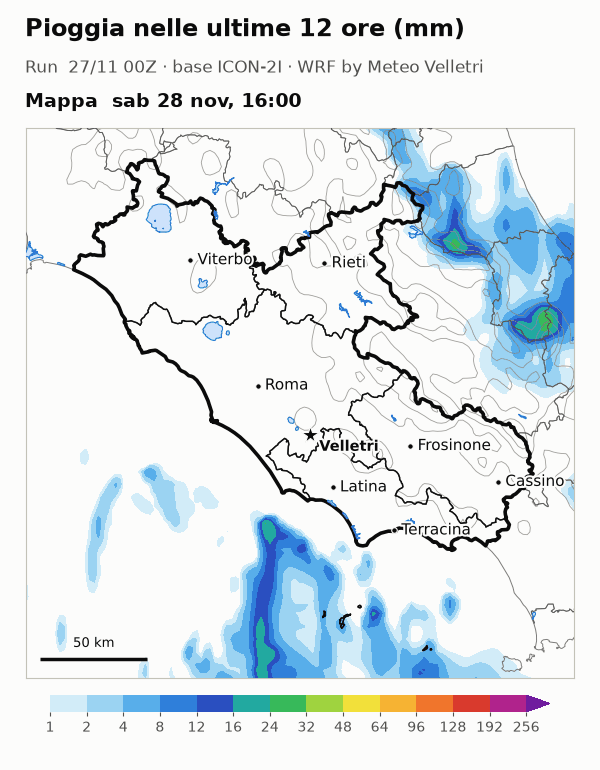 Pioggia nelle ultime 12 ore (mm)
Run  27/11 00Z · base ICON-2I · WRF by Meteo Velletri
Mappa  sab 28 nov, 16:00
Viterbo
Rieti
Roma
Velletri
Frosinone
Latina
Cassino
Terracina
50 km
1 2 4 8 12 16 24 32 48 64 96 128 192 256